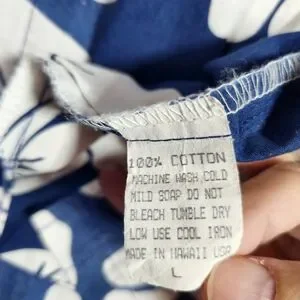 100% COTTON
MACHINE WASH COLD
MILD SOAP DO NOT
BLEACH TUMBLE DRY
LOW USE COOL IRON
MADE IN HAWAII USA
L